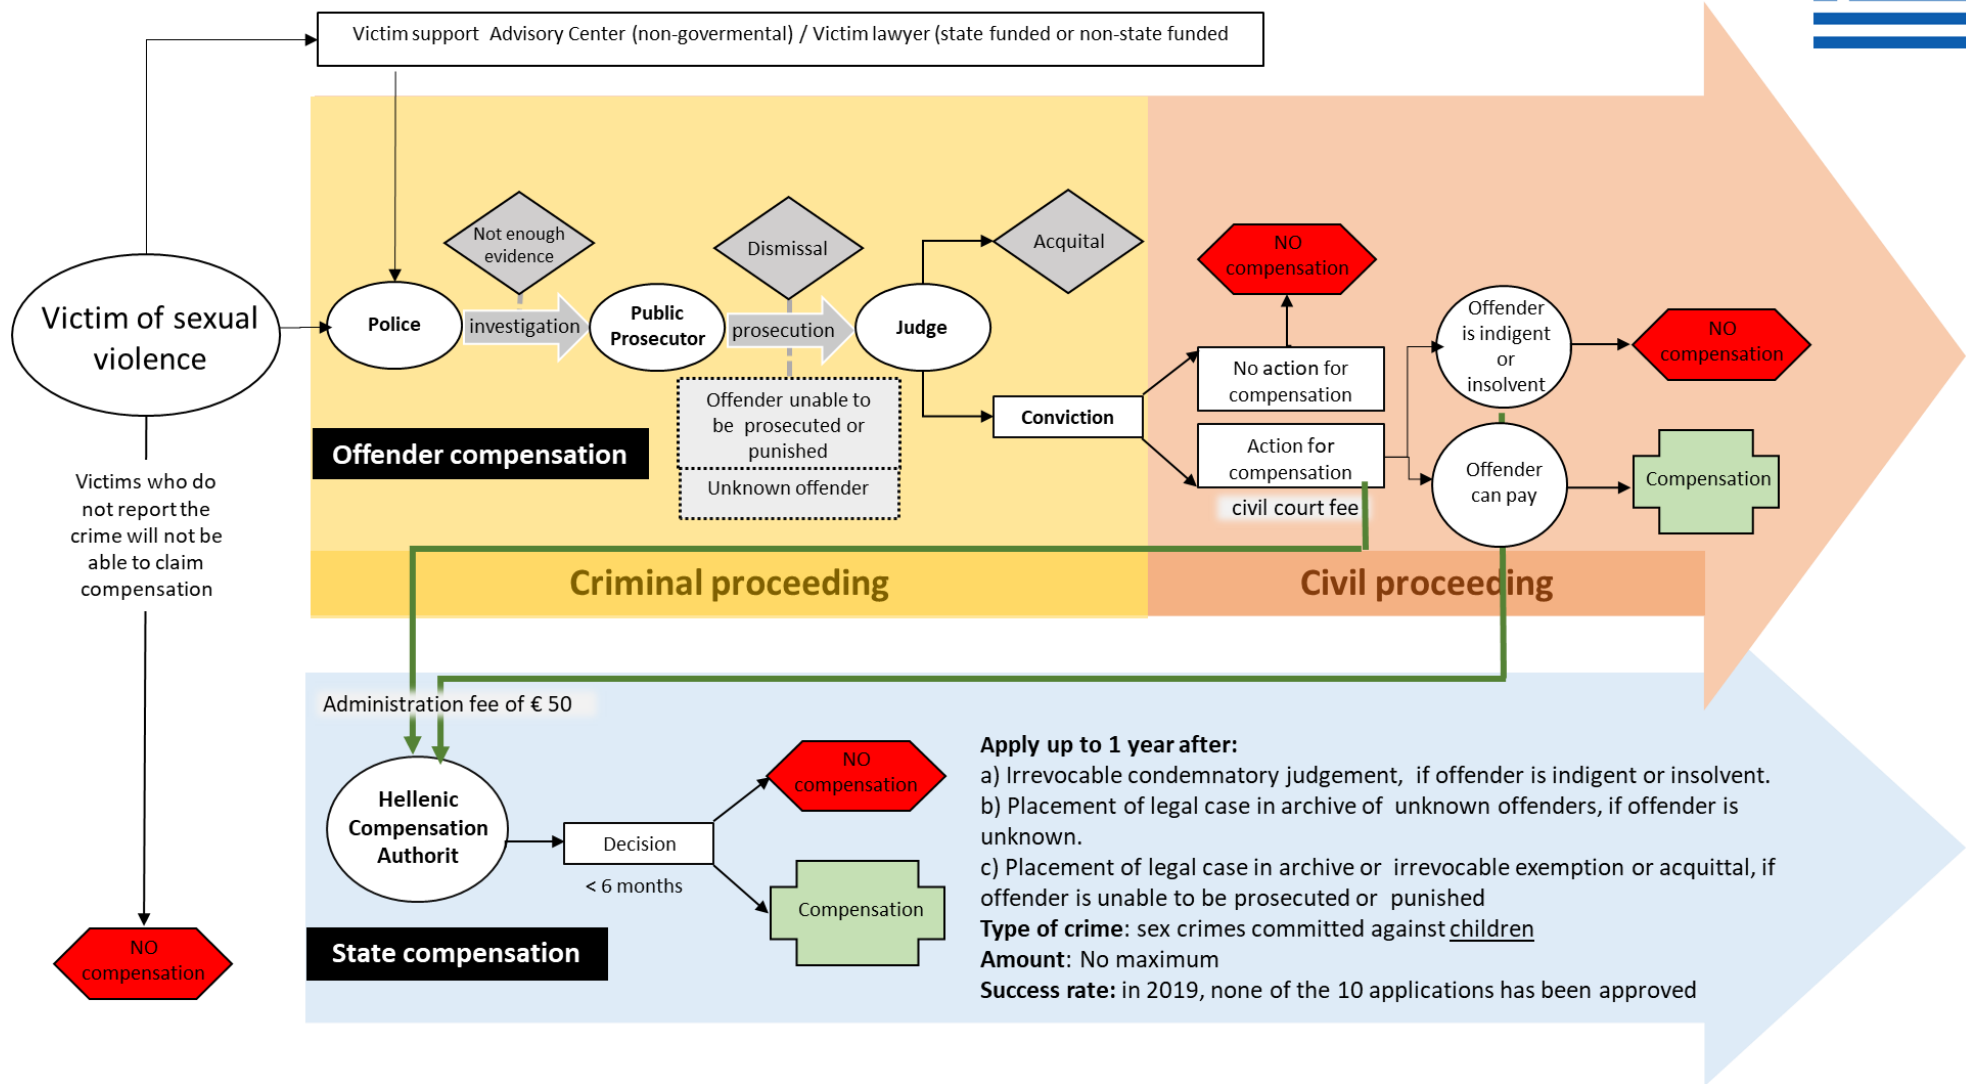 Victim support Advisory Center (non-govermental) / Victim lawyer (state funded or non-state funded
Victim of sexual
violence
Police
Not enough
evidence
investigation
Public
Prosecutor
Dismissal
prosecution
Judge
Acquital
Offender unable to
be prosecuted or
punished
Unknown offender
Conviction
Offender compensation
NO
compensation
No action for
compensation
Action for
compensation
civil court fee
Offender
is indigent
or
insolvent
NO
compensation
Offender
can pay
Compensation
Criminal proceeding
Civil proceeding
Victims who do
not report the
crime will not be
able to claim
compensation
NO
compensation
Administration fee of € 50
Hellenic
Compensation
Authorit
Decision
< 6 months
NO
compensation
Compensation
State compensation
Apply up to 1 year after:
a) Irrevocable condemnatory judgement, if offender is indigent or insolvent.
b) Placement of legal case in archive of unknown offenders, if offender is
unknown.
c) Placement of legal case in archive or irrevocable exemption or acquittal, if
offender is unable to be prosecuted or punished
Type of crime: sex crimes committed against children
Amount: No maximum
Success rate: in 2019, none of the 10 applications has been approved